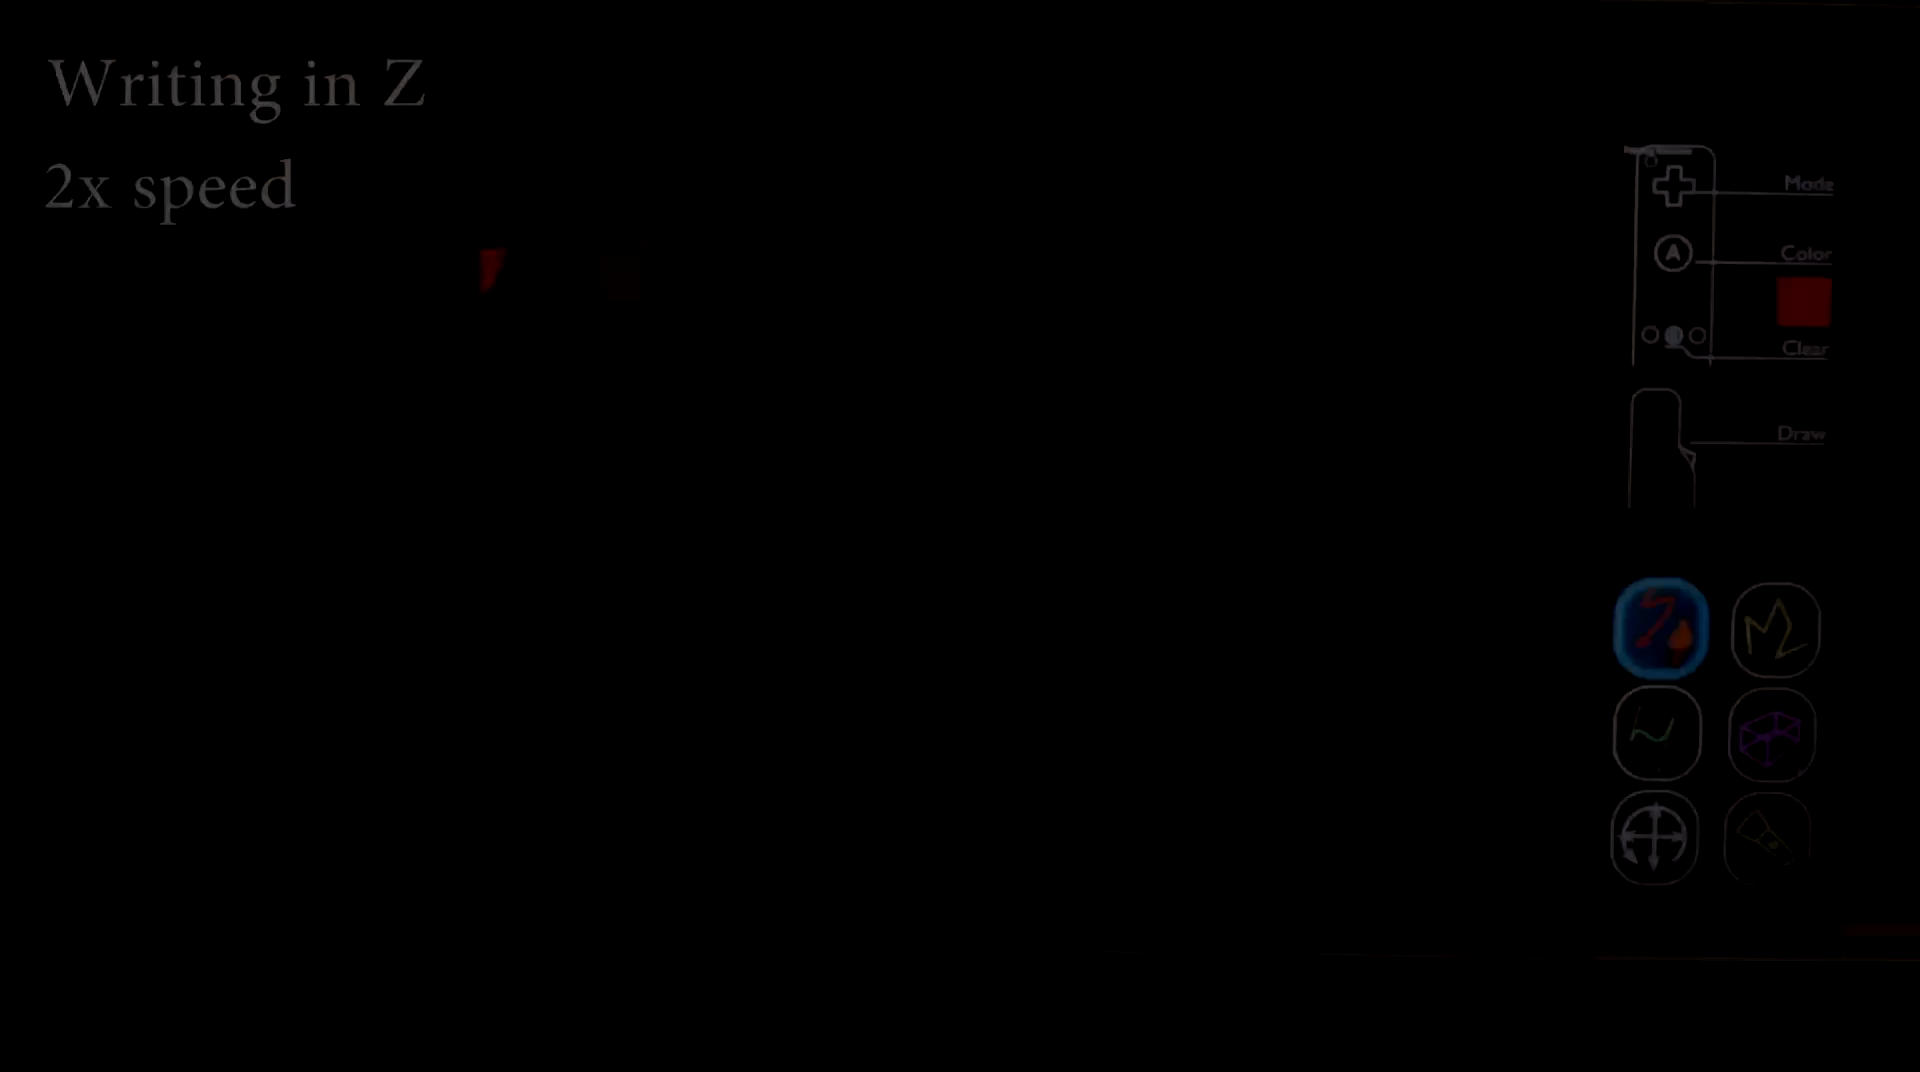 Writing in Z
2x speed
Mode
A
Color
Clear
Draw